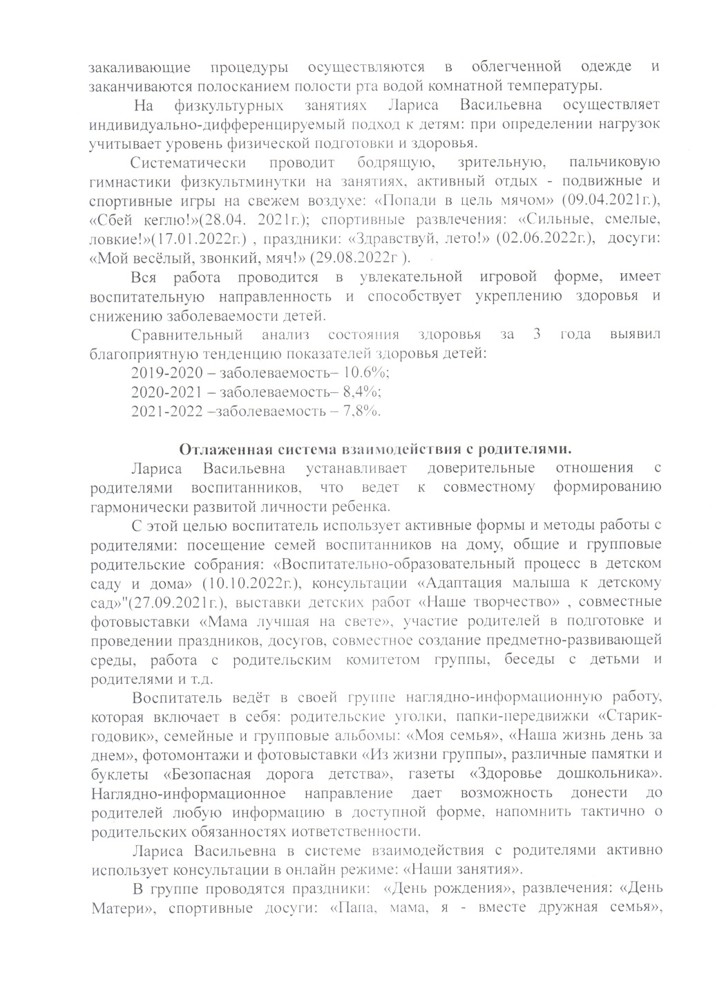 закаливающие процедуры осуществляются в облегченной одежде и
заканчиваются полосканием полости рта водой комнатной температуры.
На физкультурных занятиях Лариса Васильевна осуществляет
индивидуально-дифференцируемый подход к детям: при определении нагрузок
учитывает уровень физической подготовки и здоровья.
Систематически проводит бодрящую, зрительную, пальчиковую
гимнастики физкультминутки на занятиях, активный отдых - подвижные и
спортивные игры на свежем воздухе: «Попади в цель мячом» (09.04.2021г.),
«Сбей кеглю!»(28.04. 2021г.); спортивные развлечения: «Сильные, смелые,
ловкие!»(17.01.2022г.) , праздники: «Здравствуй, лето!» (02.06.2022г.), досуги:
«Мой весёлый, звонкий, мяч!» (29.08.2022г ).
Вся работа проводится в увлекательной игровой форме, имеет
воспитательную направленность и способствует укреплению здоровья и
снижению заболеваемости детей.
Сравнительный анализ состояния здоровья за 3 года выявил
благоприятную тенденцию показателей здоровья детей:
2019-2020 – заболеваемость– 10.6%;
2020-2021 – заболеваемость– 8,4%;
2021-2022 –заболеваемость – 7,8%.
Отлаженная система взаимодействия с родителями.
Лариса Васильевна устанавливает доверительные отношения с
родителями воспитанников, что ведет к совместному формированию
гармонически развитой личности ребенка.
С этой целью воспитатель использует активные формы и методы работы с
родителями: посещение семей воспитанников на дому, общие и групповые
родительские собрания: «Воспитательно-образовательный процесс в детском
саду и дома» (10.10.2022г.), консультации «Адаптация малыша к детскому
сад»"(27.09.2021г.), выставки детских работ «Наше творчество» , совместные
фотовыставки «Мама лучшая на свете», участие родителей в подготовке и
проведении праздников, досугов, совместное создание предметно-развивающей
среды, работа с родительским комитетом группы, беседы с детьми и
родителями и т.д.
Воспитатель ведёт в своей группе наглядно-информационную работу,
которая включает в себя: родительские уголки, папки-передвижки «Старик-
годовик», семейные и групповые альбомы: «Моя семья», «Наша жизнь день за
днем», фотомонтажи и фотовыставки «Из жизни группы», различные памятки и
буклеты «Безопасная дорога детства», газеты «Здоровье дошкольника».
Наглядно-информационное направление дает возможность донести до
родителей любую информацию в доступной форме, напомнить тактично о
родительских обязанностях иответственности.
Лариса Васильевна в системе взаимодействия с родителями активно
использует консультации в онлайн режиме: «Наши занятия».
В группе проводятся праздники: «День рождения», развлечения: «День
Матери», спортивные досуги: «Папа, мама, я - вместе дружная семья»,